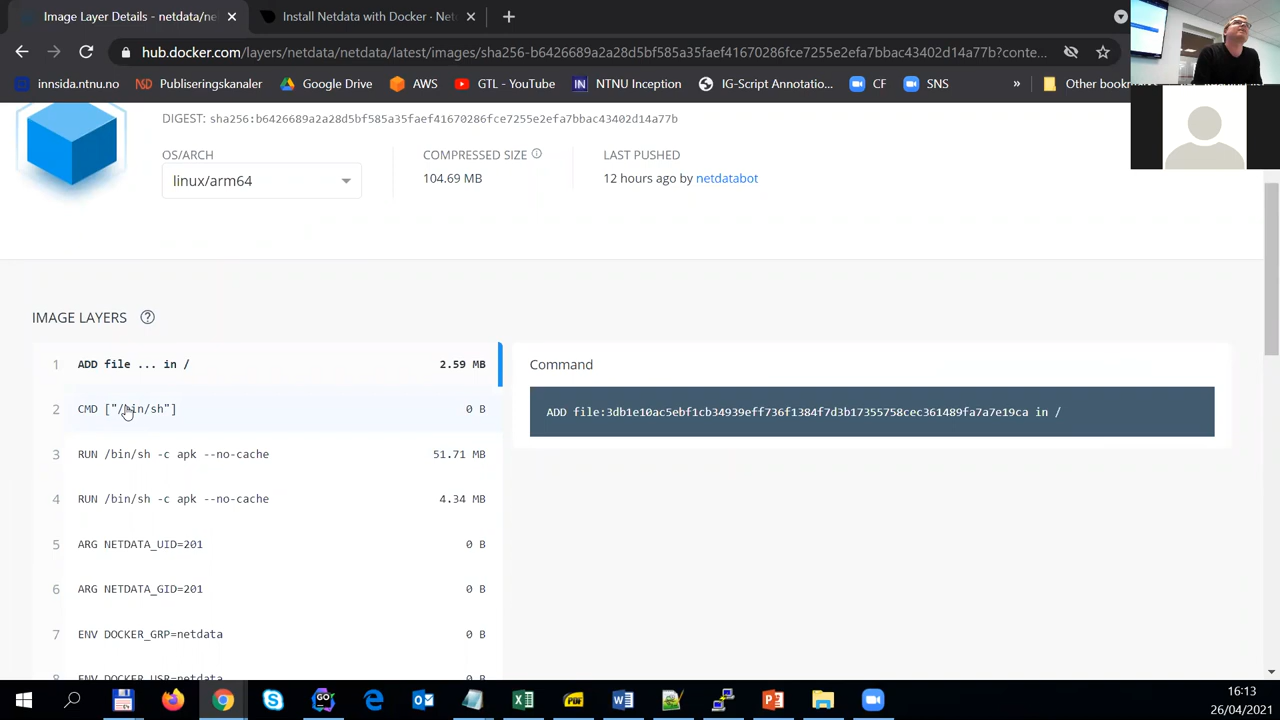 Image Layer Details - netdata/ne
Install Netdata with Docker · Net
hub.docker.com/layers/netdata/netdata/latest/images/sha256-b6426689a2a28d5bf585a35faef41670286fce7255e2efa7bbac43402d14a77b?conte...
innsida.ntnu.no
Publiseringskanaler
Google Drive
AWS
- YouTube
NTNU Inception
IG-Script Annotatio...
CF
SNS
»
Other bookm
DIGEST: sha256:b6426689a2a28d5bf585a35faef41670286fce7255e2efa7bbac43402d14a77b
OS/ARCH
COMPRESSED SIZE
LAST PUSHED
linux/arm64
104.69 MB
12 hours ago by netdatabot
IMAGE LAYERS
1 ADD file ... in / 2.59 MB
Command
2 CMD ["/bin/sh"] 0 B
ADD file:3db1e10ac5ebf1cb34939eff736f1384f7d3b17355758cec361489fa7a7e19ca in /
3 RUN /bin/sh -c apk --no-cache 51.71 MB
4 RUN /bin/sh -c apk --no-cache 4.34 MB
5 ARG NETDATA_UID=201 0 B
6 ARG NETDATA_GID=201 0 B
7 ENV DOCKER_GRP=netdata 0 B
ENV DOCKER_USR=netdata 0 B
16:13
26/04/2021